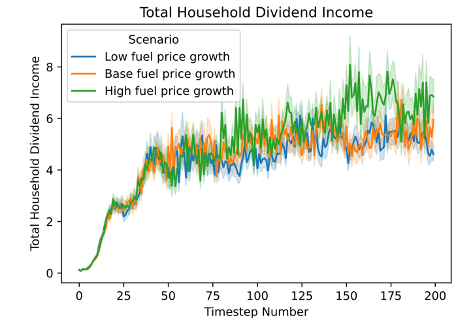 Total Household Dividend Income
Scenario
Low fuel price growth
Base fuel price growth
High fuel price growth
Total Household Dividend Income
8
6
4
2
0
0 25 50 75 100 125 150 175 200
Timestep Number